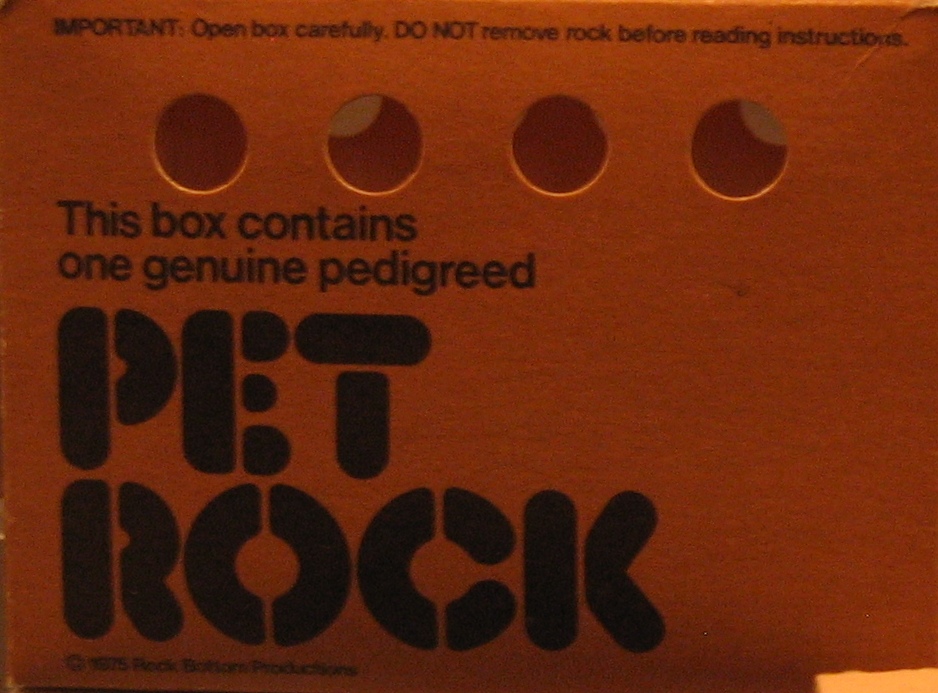 IMPORTANT: Open box carefully. DO NOT remove rock before reading instructions.
This box contains
one genuine pedigreed
PET
ROCK
© 1975 Rock Bottom Productions